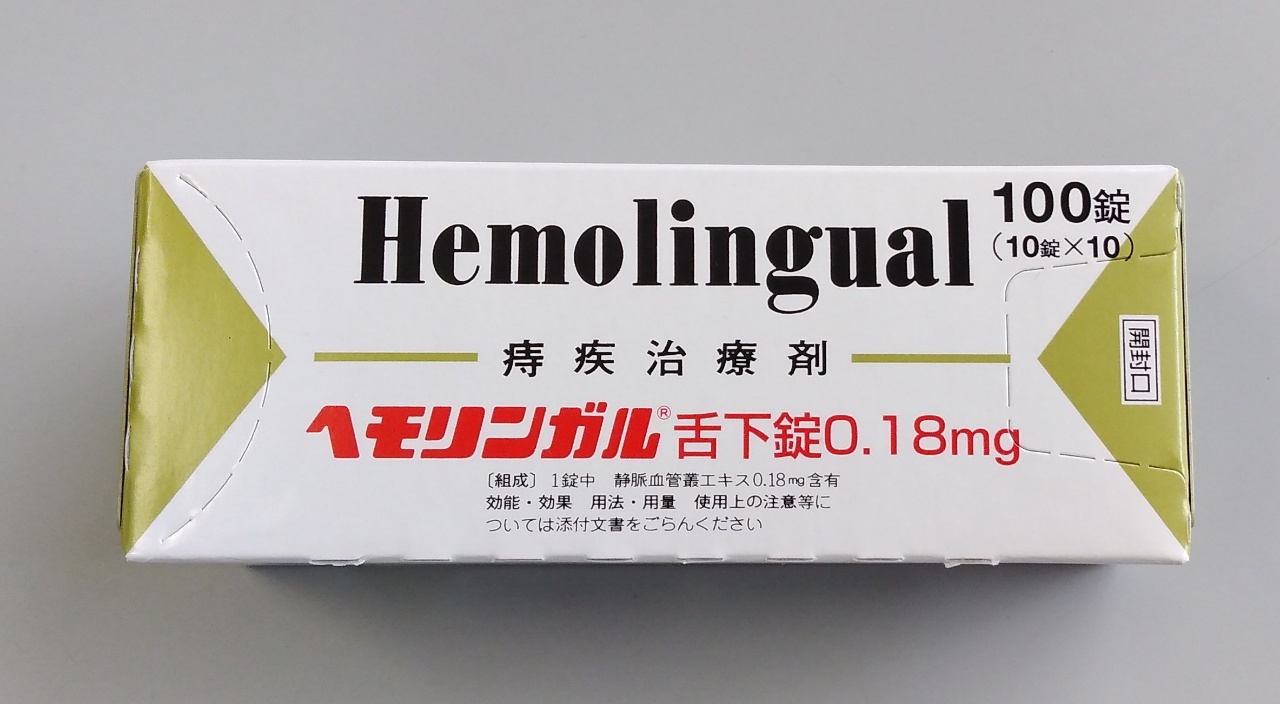 Hemolingual
100錠
（10錠×10）
痔疾治療剤
ヘモリンガル®舌下錠0.18mg
〔組成〕 1錠中　静脈血管叢エキス0.18mg含有
効能・効果　用法・用量　使用上の注意等に
ついては添付文書をごらんください
開封口